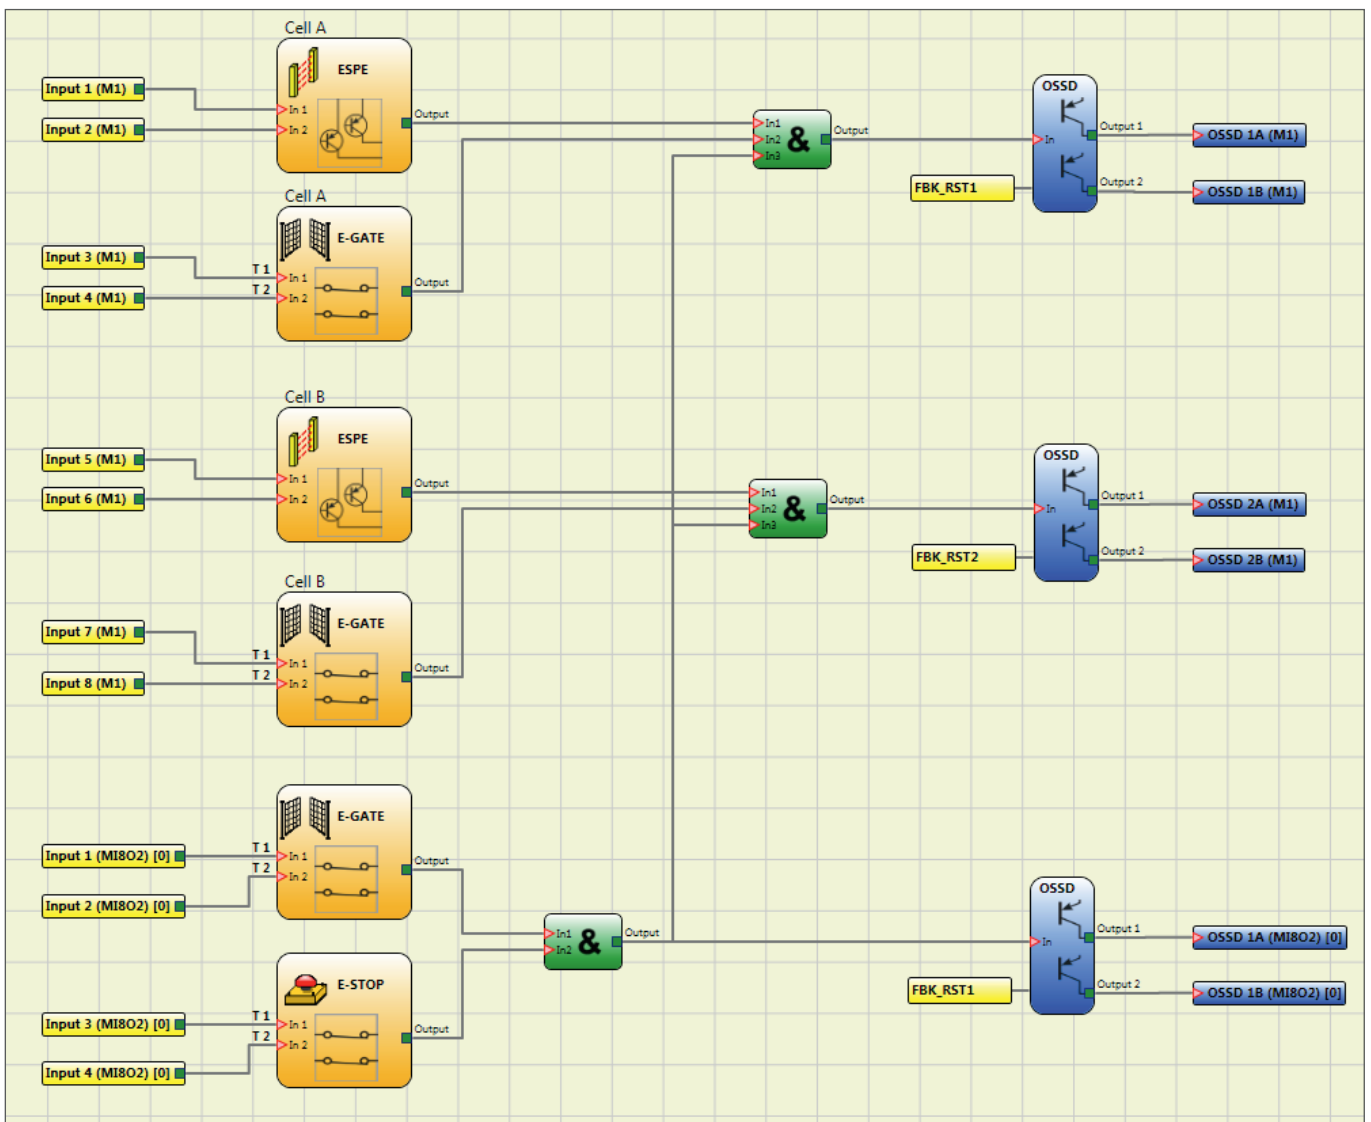 Cell A
ESPE
Input 1 (M1)
Input 2 (M1)
In 1
In 2
Output
In1
In2
In3
&
Output
OSSD
In
Output 1
Output 2
OSSD 1A (M1)
OSSD 1B (M1)
FBK_RST1
Cell A
E-GATE
Input 3 (M1)
Input 4 (M1)
T 1
T 2
In 1
In 2
Output
Cell B
ESPE
Input 5 (M1)
Input 6 (M1)
In 1
In 2
Output
In1
In2
In3
&
Output
OSSD
In
Output 1
Output 2
OSSD 2A (M1)
OSSD 2B (M1)
FBK_RST2
Cell B
E-GATE
Input 7 (M1)
Input 8 (M1)
T 1
T 2
In 1
In 2
Output
E-GATE
Input 1 (MI8O2) [0]
Input 2 (MI8O2) [0]
T 1
T 2
In 1
In 2
Output
In1
In2
&
Output
OSSD
In
Output 1
Output 2
OSSD 1A (MI8O2) [0]
OSSD 1B (MI8O2) [0]
FBK_RST1
E-STOP
Input 3 (MI8O2) [0]
Input 4 (MI8O2) [0]
T 1
T 2
In 1
In 2
Output